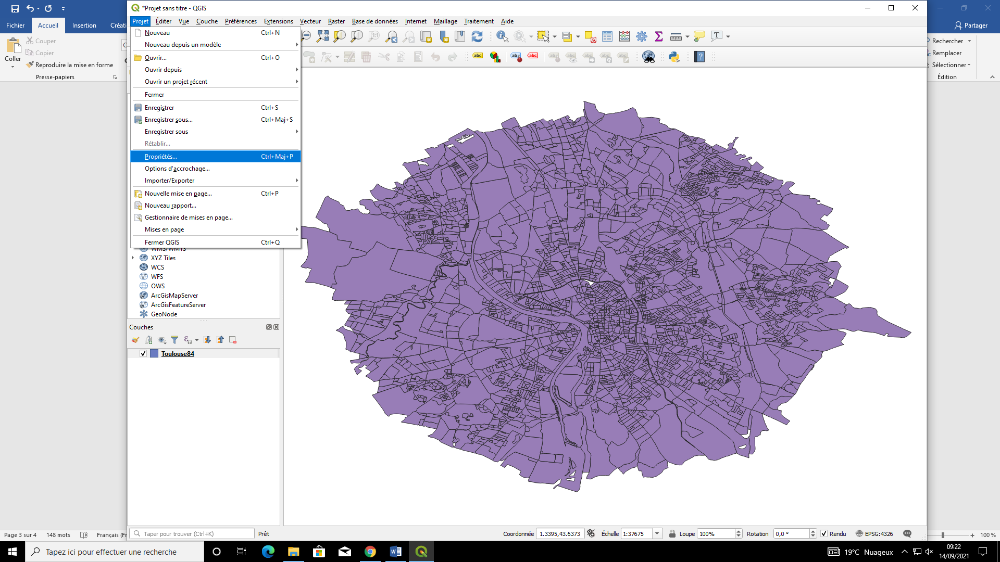 *Projet sans titre - QGIS
Fichier
Accueil
Insertion
Créati
Partager
Projet Éditer Vue Couche Préférences Extensions Vecteur Raster Base de données Internet Maillage Traitement Aide
Couper
Copier
Coller
Reproduire la mise en forme
Presse-papiers
Rechercher
Remplacer
Sélectionner
Édition
Nouveau Ctrl+N
Nouveau depuis un modèle
Ouvrir... Ctrl+O
Ouvrir depuis
Ouvrir un projet récent
Fermer
Enregistrer Ctrl+S
Enregistrer sous... Ctrl+Maj+S
Enregistrer sous
Rétablir...
Propriétés... Ctrl+Maj+P
Options d'accrochage...
Importer/Exporter
Nouvelle mise en page... Ctrl+P
Nouveau rapport...
Gestionnaire de mises en page...
Mises en page
Fermer QGIS Ctrl+Q
WMS/WMTS
XYZ Tiles
WCS
WFS
OWS
ArcGisMapServer
ArcGisFeatureServer
GeoNode
Couches
Toulouse84
Taper pour trouver (Ctrl+K)
Prêt
Coordonnée 1.3395,43.6373
Échelle 1:37675
Loupe 100%
Rotation 0,0 °
Rendu
EPSG:4326
Page 3 sur 4
148 mots
Français (Fr
100 %
Tapez ici pour effectuer une recherche
19°C Nuageux
09:22
14/09/2021